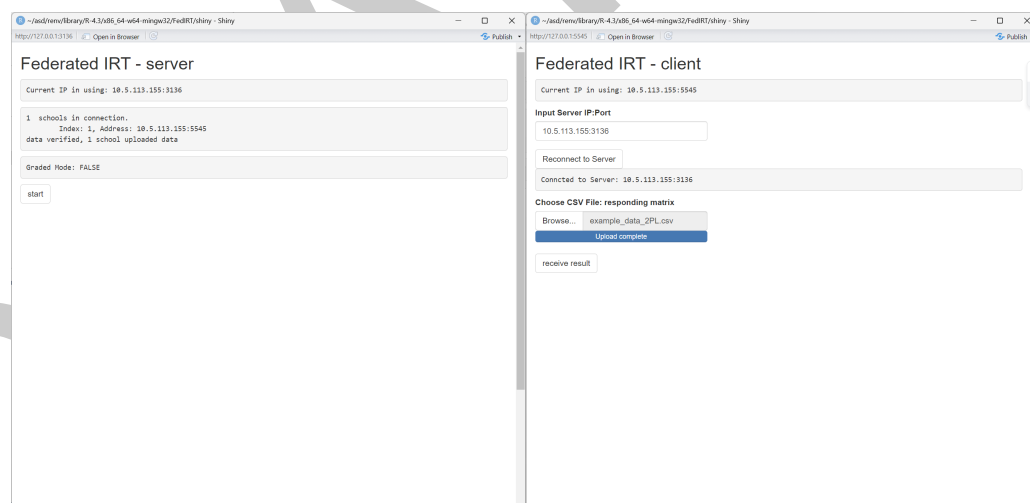 ~/asd/renv/library/R-4.3/x86_64-w64-mingw32/FedIRT/shiny - Shiny
http://127.0.0.1:3136 Open in Browser Publish
Federated IRT - server
Current IP in using: 10.5.113.155:3136
1 schools in connection.
Index: 1, Address: 10.5.113.155:5545
data verified, 1 school uploaded data
Graded Mode: FALSE
start
~/asd/renv/library/R-4.3/x86_64-w64-mingw32/FedIRT/shiny - Shiny
http://127.0.0.1:5545 Open in Browser Publish
Federated IRT - client
Current IP in using: 10.5.113.155:5545
Input Server IP:Port
10.5.113.155:3136
Reconnect to Server
Conncted to Server: 10.5.113.155:3136
Choose CSV File: responding matrix
Browse... example_data_2PL.csv
Upload complete
receive result